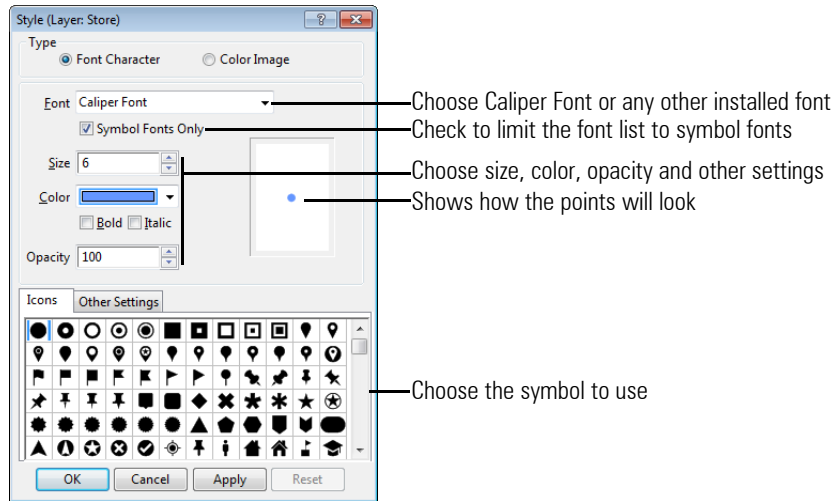 Style (Layer: Store)
Type
Font Character Color Image
Font Caliper Font
Choose Caliper Font or any other installed font
Symbol Fonts Only
Check to limit the font list to symbol fonts
Size 6
Choose size, color, opacity and other settings
Color
Shows how the points will look
Bold Italic
Opacity 100
Icons Other Settings
Choose the symbol to use
OK Cancel Apply Reset